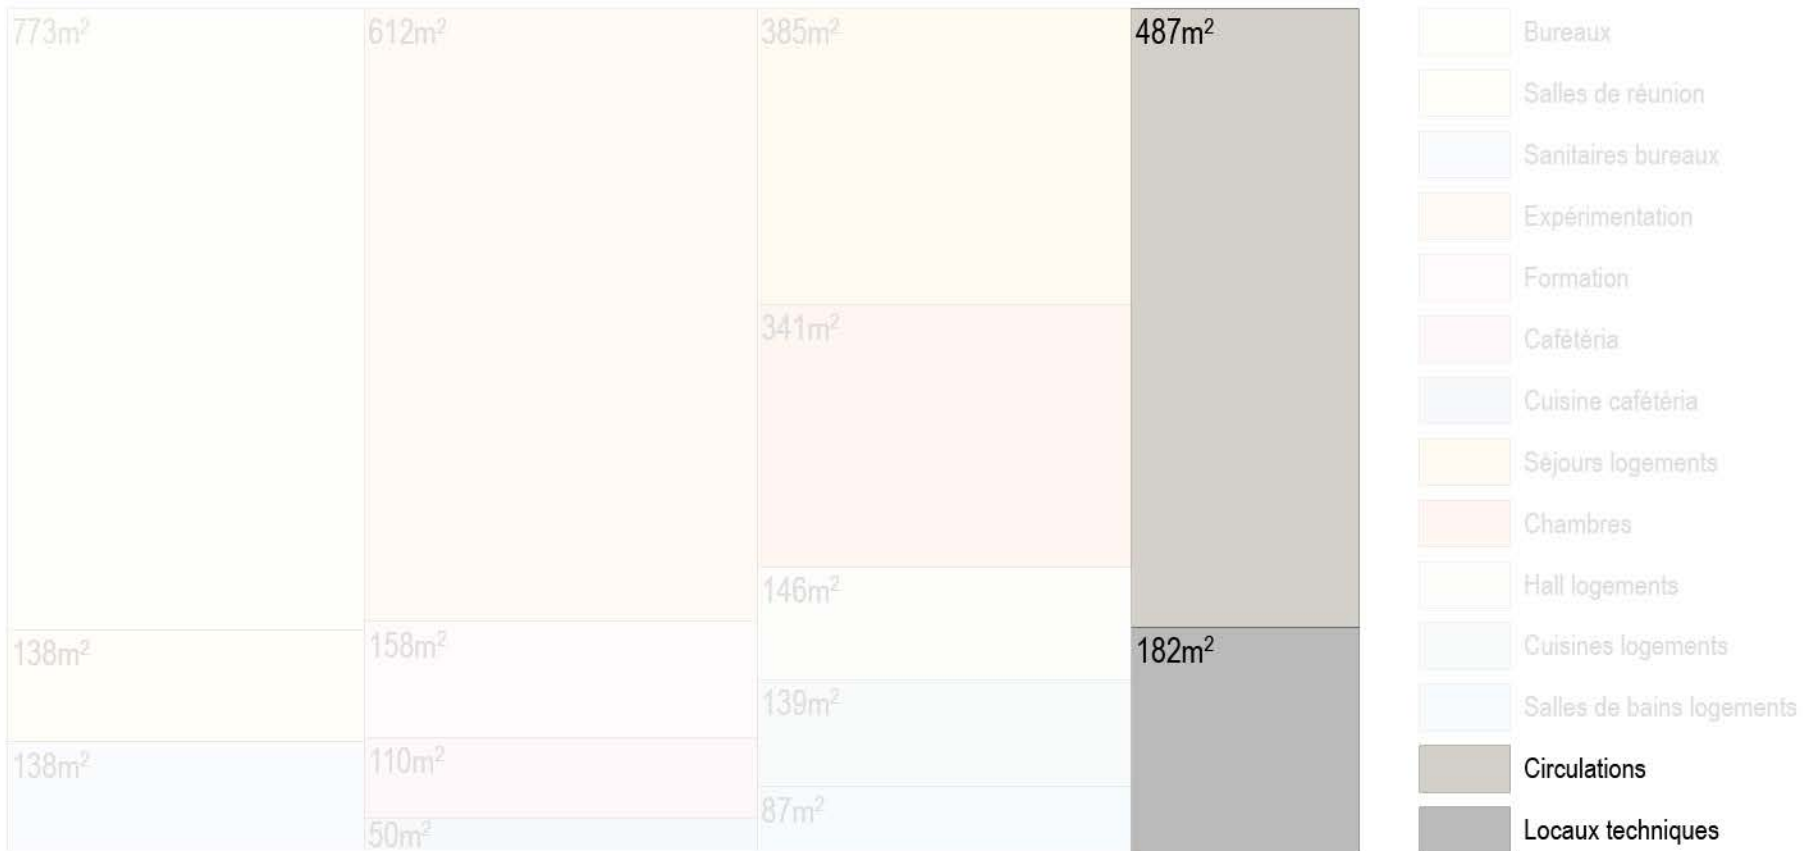 773m²
612m²
385m²
487m²
341m²
146m²
138m²
158m²
182m²
139m²
138m²
110m²
87m²
50m²
Bureaux
Salles de réunion
Sanitaires bureaux
Expérimentation
Formation
Cafétéria
Cuisine cafétéria
Séjours logements
Chambres
Hall logements
Cuisines logements
Salles de bains logements
Circulations
Locaux techniques